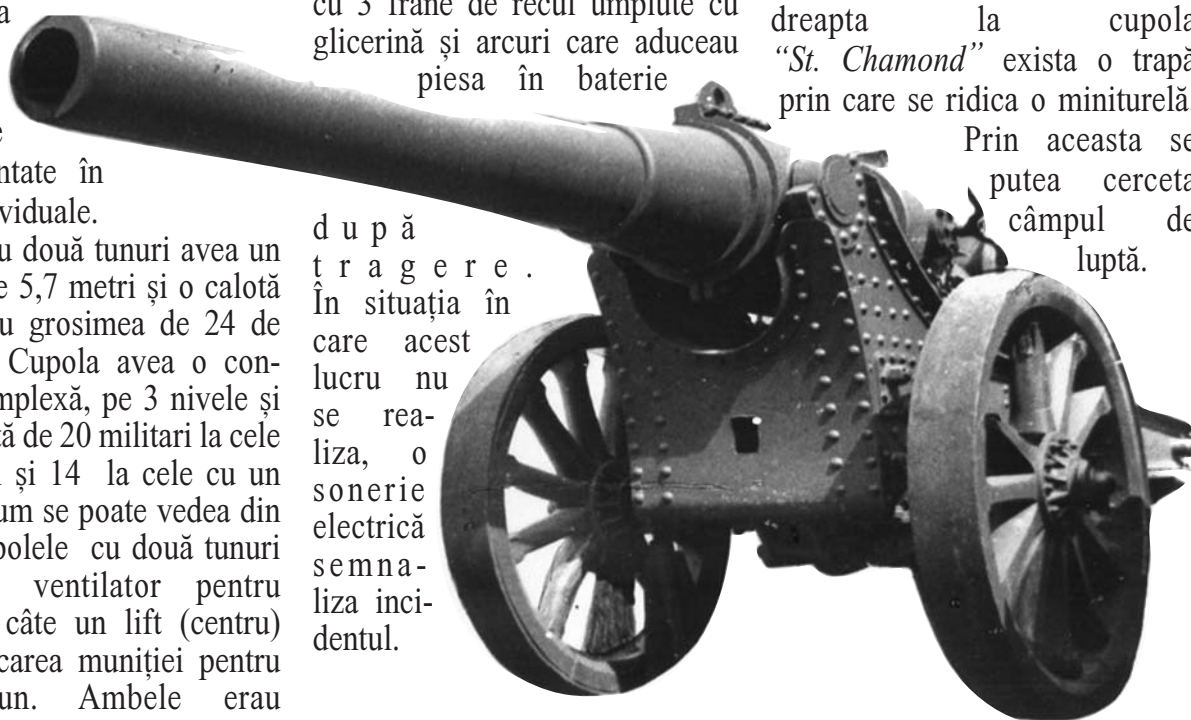 a
e
ntate în
viduale.
u două tunuri avea un
e 5,7 metri și o calotă
u grosimea de 24 de
Cupola avea o con-
mplexă, pe 3 nivele și
tă de 20 militari la cele
i și 14 la cele cu un
um se poate vedea din
polele cu două tunuri
ventilator pentru
câte un lift (centru)
carea muniției pentru
un. Ambele erau
cu 3 frâne de recul umplute cu
glicerină și arcuri care aduceau
piesa în baterie
după
tragere.
În situația în
care acest
lucru nu
se rea-
liza, o
sonerie
electrică
semna-
liza inci-
dentul.
dreapta la cupola
“St. Chamond” exista o trapă
prin care se ridica o miniturelă
Prin aceasta se
putea cerceta
câmpul de
luptă.